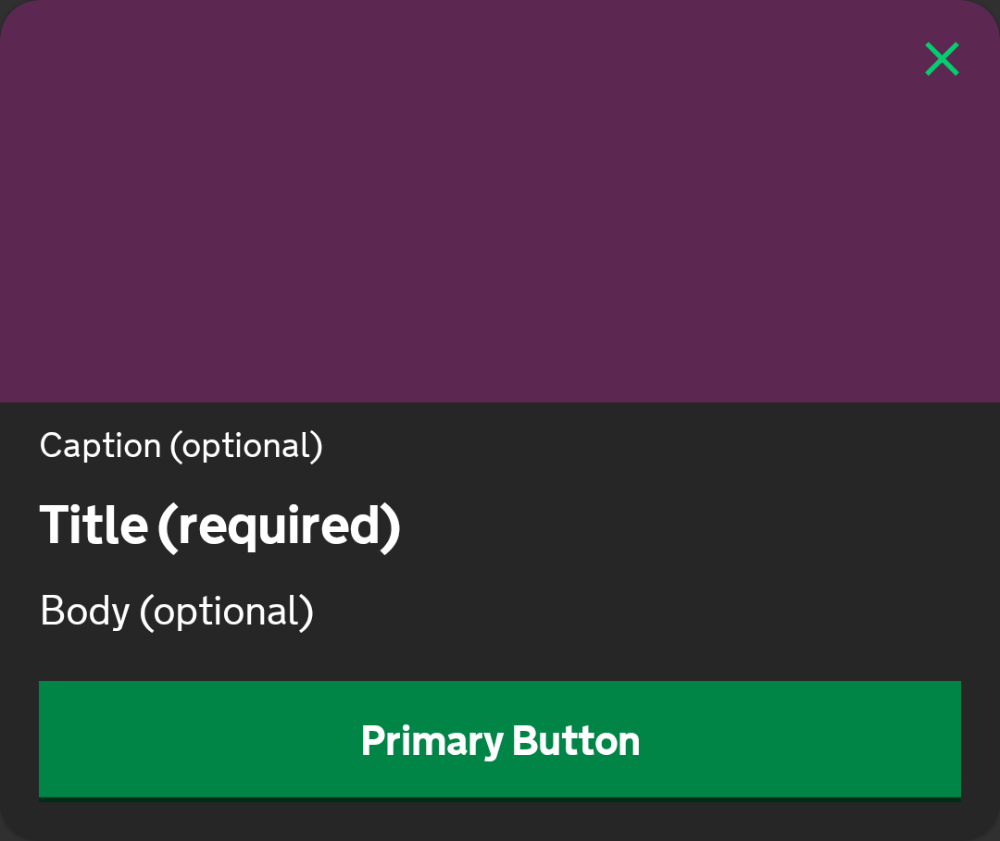 Caption (optional)
Title (required)
Body (optional)
Primary Button